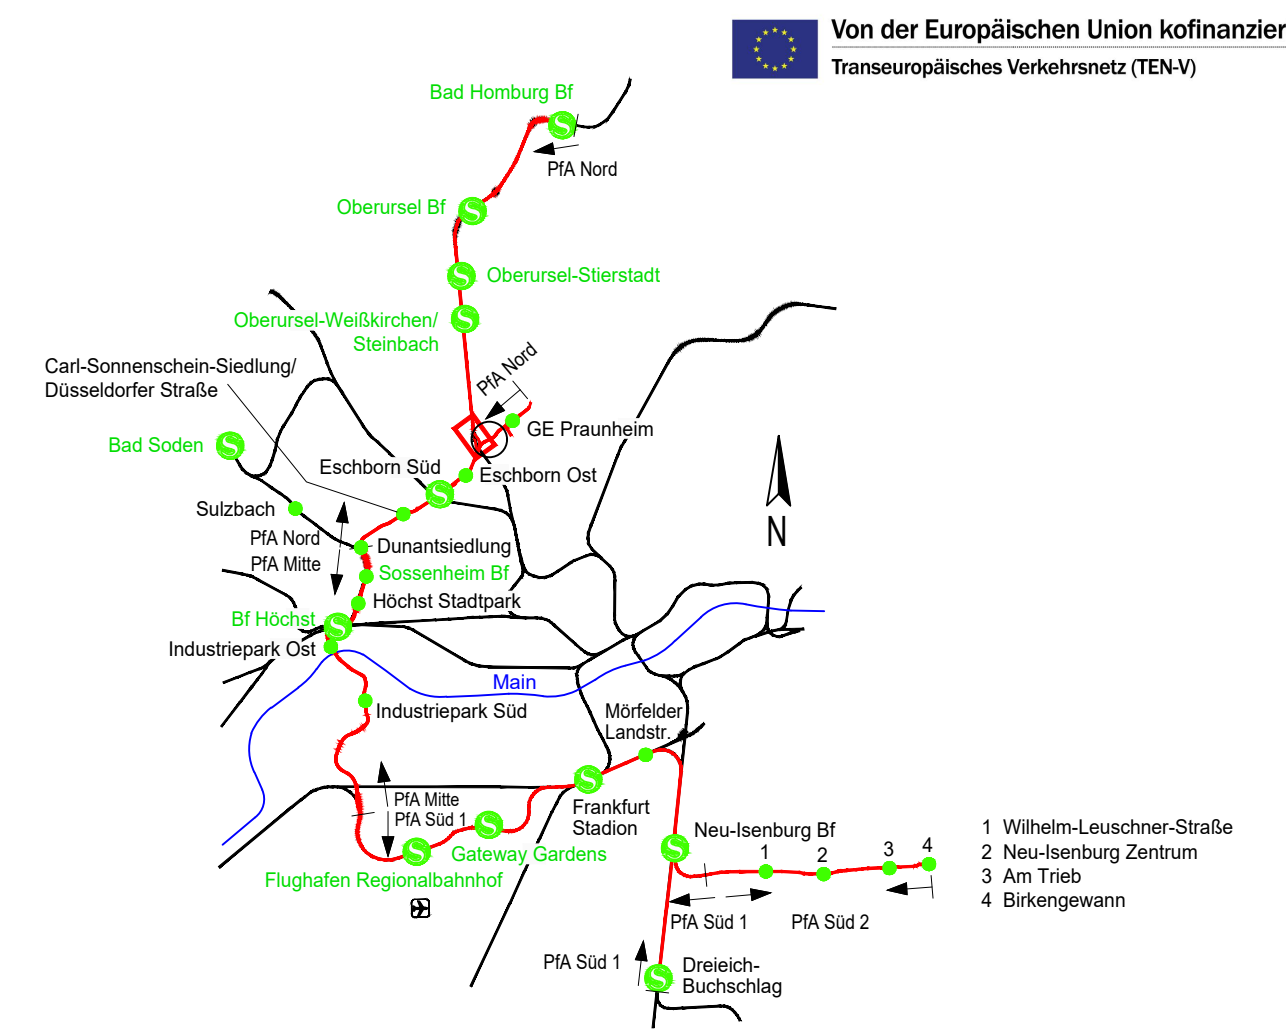 Von der Europäischen Union kofinanzier
Transeuropäisches Verkehrsnetz (TEN-V)
Bad Homburg Bf
PfA Nord
Oberursel Bf
Oberursel-Stierstadt
Oberursel-Weißkirchen/
Steinbach
PfA Nord
Carl-Sonnenschein-Siedlung/
Düsseldorfer Straße
GE Praunheim
Bad Soden
Eschborn Süd
Eschborn Ost
Sulzbach
PfA Nord
PfA Mitte
Dunantsiedlung
Sossenheim Bf
Höchst Stadtpark
Bf Höchst
Industriepark Ost
N
Main
Industriepark Süd
Mörfelder
Landstr.
PfA Mitte
PfA Süd 1
Frankfurt
Stadion
Gateway Gardens
Flughafen Regionalbahnhof
Neu-Isenburg Bf
1
2
3
4
PfA Süd 1
PfA Süd 2
1 Wilhelm-Leuschner-Straße
2 Neu-Isenburg Zentrum
3 Am Trieb
4 Birkengewann
PfA Süd 1
Dreieich-
Buchschlag